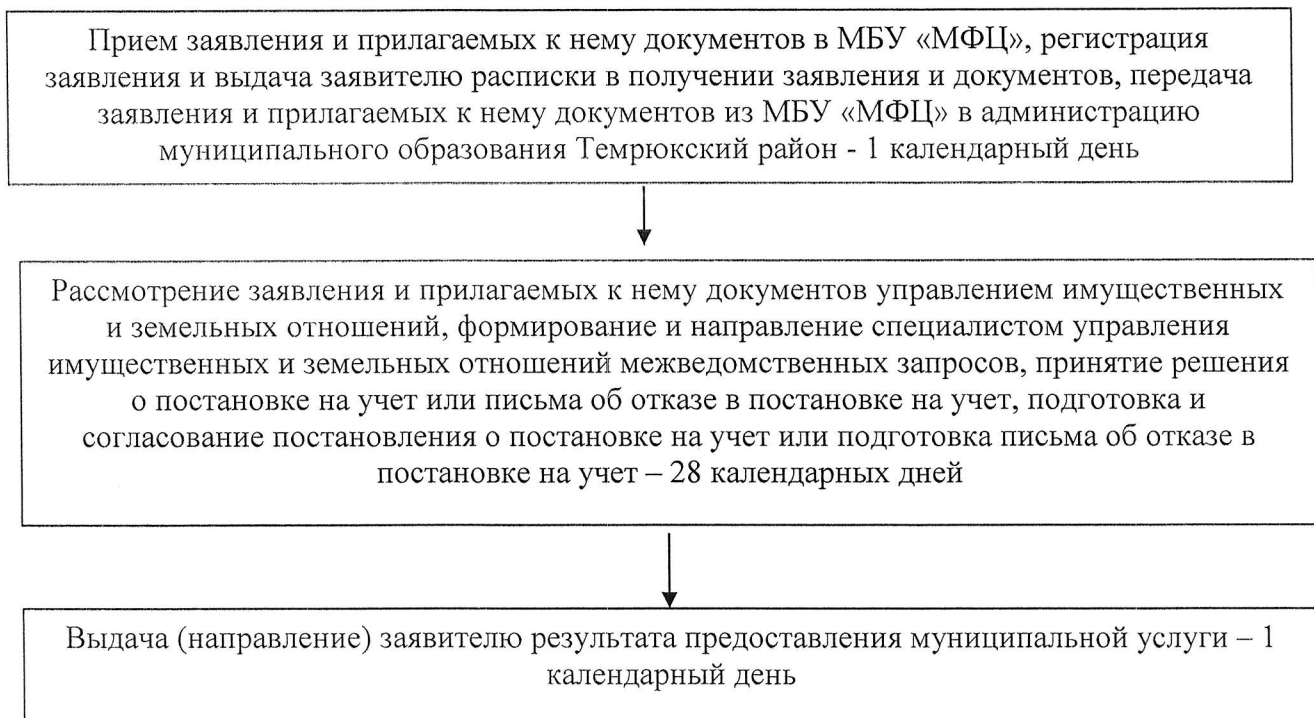 Прием заявления и прилагаемых к нему документов в МБУ «МФЦ», регистрация
заявления и выдача заявителю расписки в получении заявления и документов, передача
заявления и прилагаемых к нему документов из МБУ «МФЦ» в администрацию
муниципального образования Темрюкский район - 1 календарный день
Рассмотрение заявления и прилагаемых к нему документов управлением имущественных
и земельных отношений, формирование и направление специалистом управления
имущественных и земельных отношений межведомственных запросов, принятие решения
о постановке на учет или письма об отказе в постановке на учет, подготовка и
согласование постановления о постановке на учет или подготовка письма об отказе в
постановке на учет – 28 календарных дней
Выдача (направление) заявителю результата предоставления муниципальной услуги – 1
календарный день